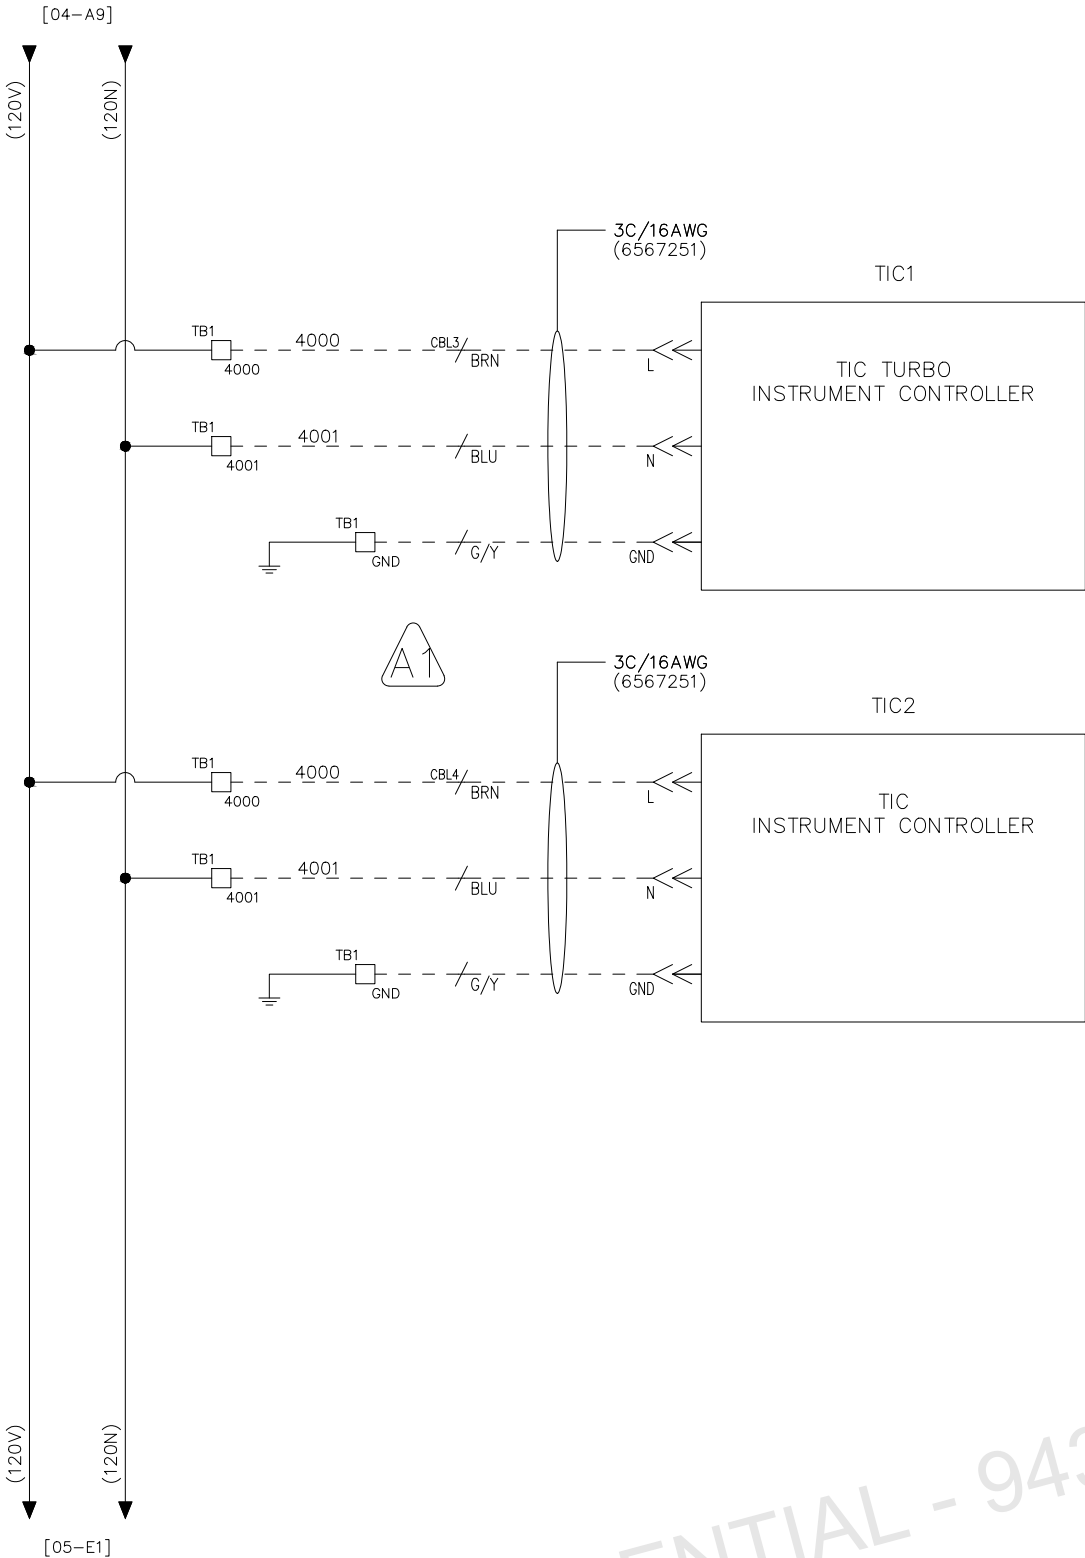 [04-A9]
(120V)
(120N)
3C/16AWG
(6567251)
TIC1
TB1
4000
4000
CBL3
BRN
L
TIC TURBO
INSTRUMENT CONTROLLER
TB1
4001
4001
BLU
N
TB1
GND
G/Y
GND
A1
3C/16AWG
(6567251)
TIC2
TB1
4000
4000
CBL4
BRN
L
TIC
INSTRUMENT CONTROLLER
TB1
4001
4001
BLU
N
TB1
GND
G/Y
GND
(120V)
(120N)
[05-E1]
ENTIAL - 943